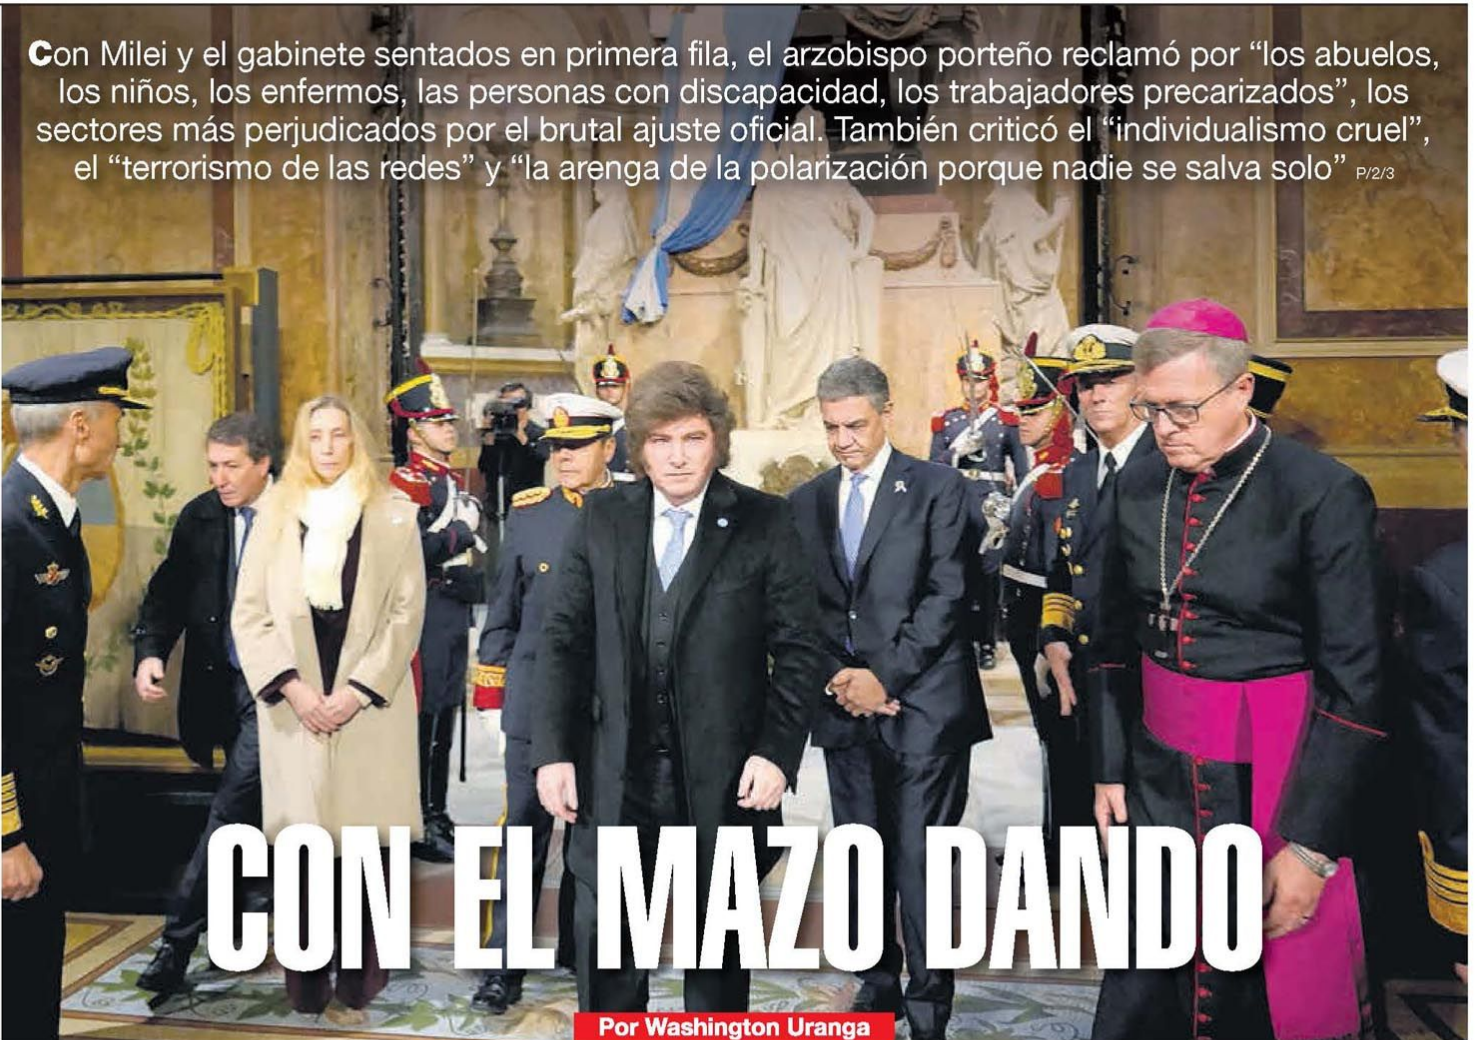 Con Milei y el gabinete sentados en primera fila, el arzobispo porteño reclamó por “los abuelos,
los niños, los enfermos, las personas con discapacidad, los trabajadores precarizados”, los
sectores más perjudicados por el brutal ajuste oficial. También criticó el “individualismo cruel”,
el “terrorismo de las redes” y “la arenga de la polarización porque nadie se salva solo” P/2/3
CON EL MAZO DANDO
Por Washington Uranga